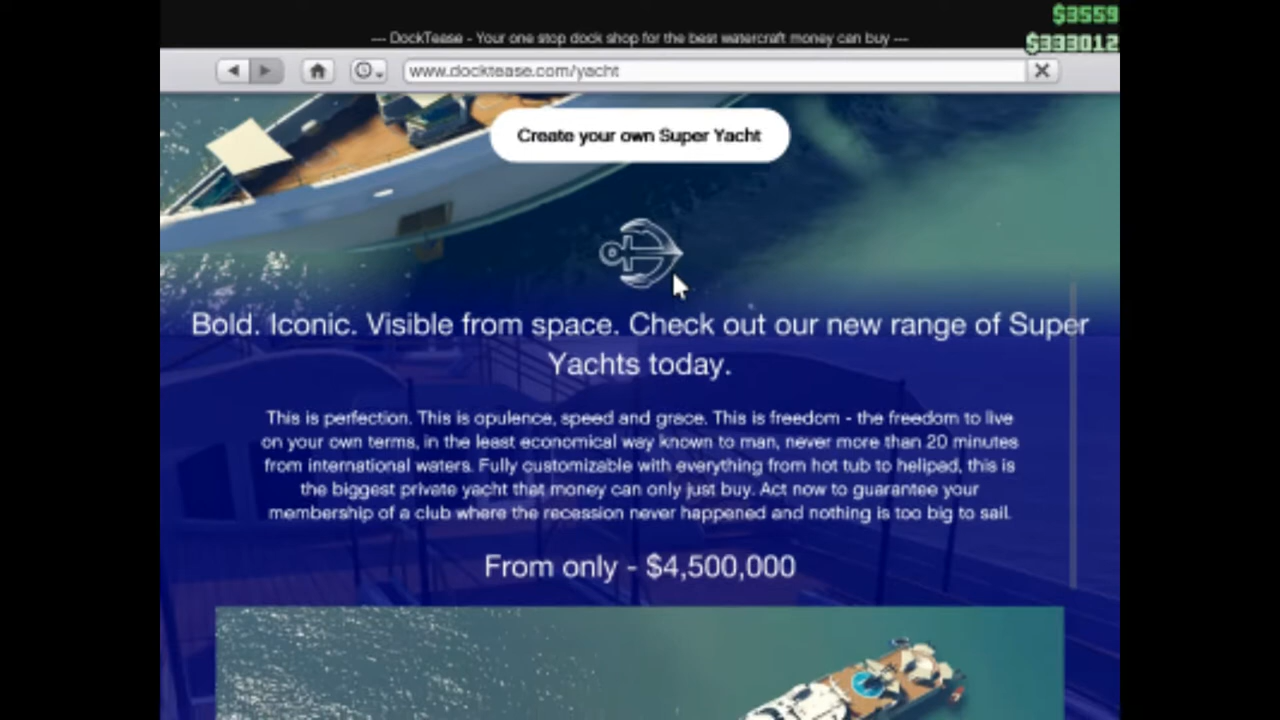 $3559
--- DockTease - Your one stop dock shop for the best watercraft money can buy ---
$333012
www.docktease.com/yacht
Create your own Super Yacht
Bold. Iconic. Visible from space. Check out our new range of Super
Yachts today.
This is perfection. This is opulence, speed and grace. This is freedom - the freedom to live
on your own terms, in the least economical way known to man, never more than 20 minutes
from international waters. Fully customizable with everything from hot tub to helipad, this is
the biggest private yacht that money can only just buy. Act now to guarantee your
membership of a club where the recession never happened and nothing is too big to sail.
From only - $4,500,000